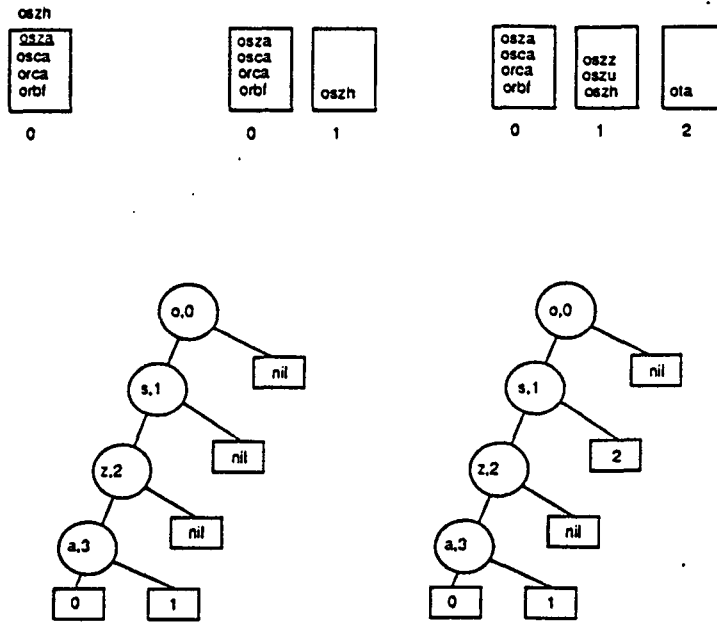 oszh
osza
osca
orca
orbf
0
osza
osca
orca
orbf
0
oszh
1
osza
osca
orca
orbf
0
oszz
oszu
oszh
1
ota
2
o,0
nil
s,1
nil
z,2
nil
a,3
0
1
o,0
nil
s,1
2
z,2
nil
a,3
0
1